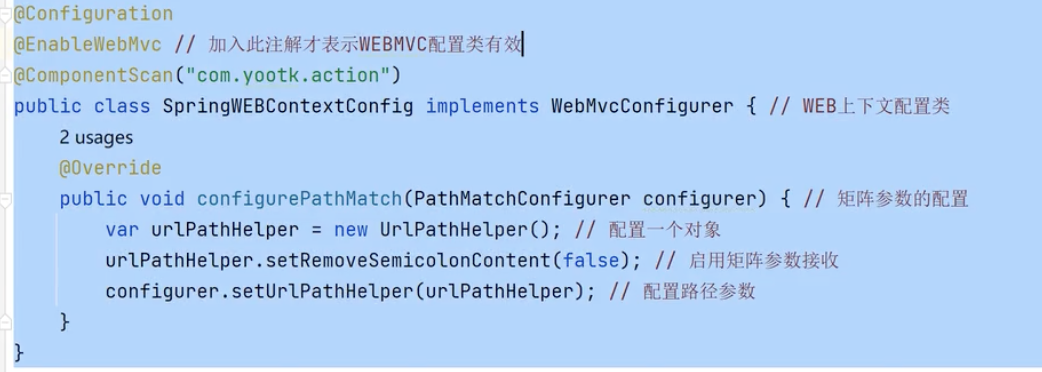 @Configuration
@EnableWebMvc // 加入此注解才表示WEBMVC配置类有效
@ComponentScan("com.yootk.action")
public class SpringWEBContextConfig implements WebMvcConfigurer { // WEB上下文配置类
2 usages
@Override
public void configurePathMatch(PathMatchConfigurer configurer) { // 矩阵参数的配置
var urlPathHelper = new UrlPathHelper(); // 配置一个对象
urlPathHelper.setRemoveSemicolonContent(false); // 启用矩阵参数接收
configurer.setUrlPathHelper(urlPathHelper); // 配置路径参数
}
}